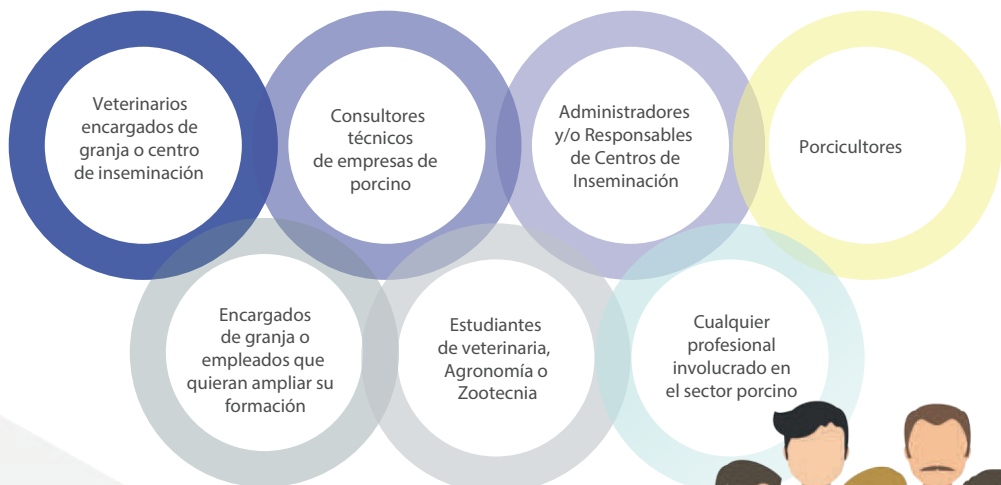 Veterinarios
encargados de
granja o centro
de inseminación
Consultores
técnicos
de empresas de
porcino
Administradores
y/o Responsables
de Centros de
Inseminación
Porcicultores
Encargados
de granja o
empleados que
quieran ampliar su
formación
Estudiantes
de veterinaria,
Agronomía o
Zootecnia
Cualquier
profesional
involucrado en
el sector porcino